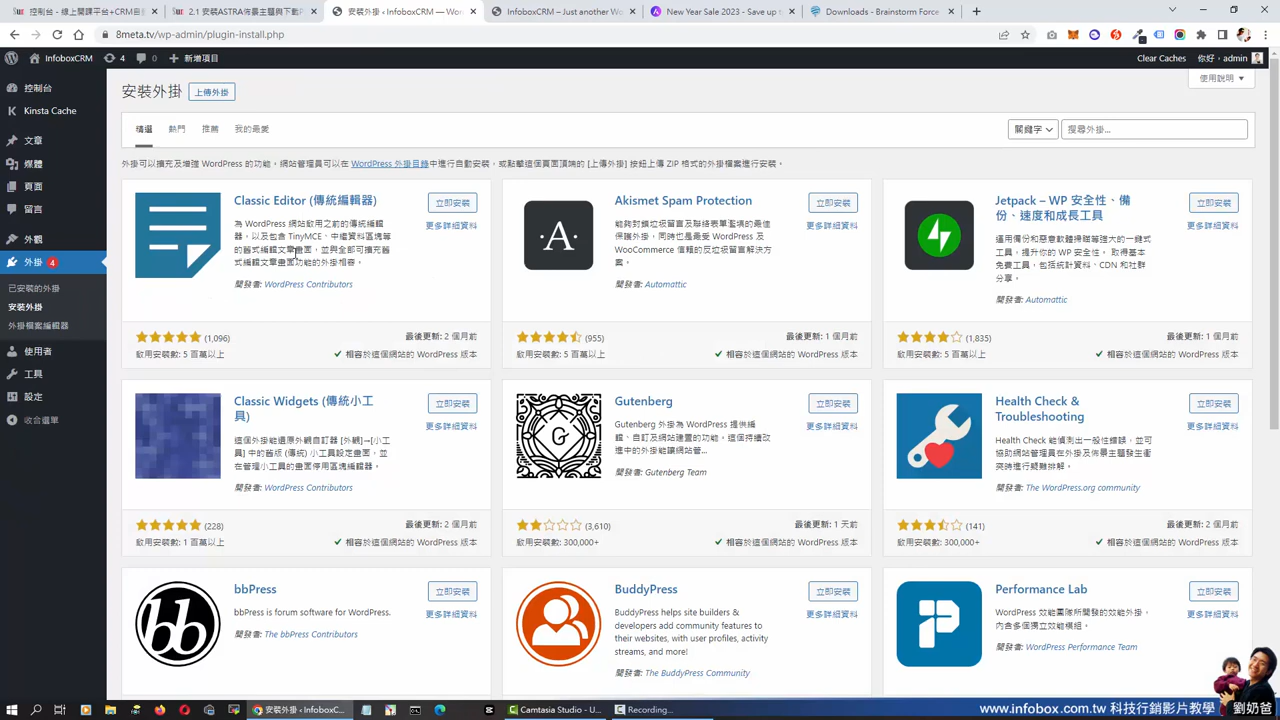 控制台 - 線上開課平台+CRM自動
2.1 安裝ASTRA佈景主題與下載P
安裝外掛 ‹ InfoboxCRM — Wor
InfoboxCRM – Just another Wo
New Year Sale 2023 - Save up t
Downloads - Brainstorm Force
8meta.tv/wp-admin/plugin-install.php
InfoboxCRM
4
0
新增項目
Clear Caches
你好，admin
控制台
Kinsta Cache
文章
媒體
頁面
留言
外觀
外掛 4
已安裝的外掛
安裝外掛
外掛檔案編輯器
使用者
工具
設定
收合選單
安裝外掛
上傳外掛
使用說明
精選
熱門
推薦
我的最愛
關鍵字
搜尋外掛...
外掛可以擴充及增強 WordPress 的功能。網站管理員可以在 WordPress 外掛目錄中進行自動安裝，或點擊這個頁面頂端的 [上傳外掛] 按鈕上傳 ZIP 格式的外掛檔案進行安裝。
Classic Editor (傳統編輯器)
立即安裝
更多詳細資料
為 WordPress 網站啟用之前的傳統編輯
器，以及包含 TinyMCE、中繼資料區塊等
的舊式編輯文章畫面，並與全部可擴充舊
式編輯文章畫面功能的外掛相容。
開發者: WordPress Contributors
(1,096)
最後更新: 2 個月前
啟用安裝數: 5 百萬以上
相容於這個網站的 WordPress 版本
Akismet Spam Protection
立即安裝
更多詳細資料
能夠封鎖垃圾留言及聯絡表單濫填的最佳
保護外掛，同時也是最受 WordPress 及
WooCommerce 信賴的反垃圾留言解決方
案。
開發者: Automattic
(955)
最後更新: 1 個月前
啟用安裝數: 5 百萬以上
相容於這個網站的 WordPress 版本
Jetpack – WP 安全性、備
份、速度和成長工具
立即安裝
更多詳細資料
運用備份和惡意軟體掃瞄等強大的一鍵式
工具，提升你的 WP 安全性。 取得基本
免費工具，包括統計資料、CDN 和社群
分享。
開發者: Automattic
(1,835)
最後更新: 1 個月前
啟用安裝數: 5 百萬以上
相容於這個網站的 WordPress 版本
Classic Widgets (傳統小工
具)
立即安裝
更多詳細資料
這個外掛能還原外觀自訂器 [外觀]→[小工
具] 中的舊版 (傳統) 小工具設定畫面，並
在管理小工具的畫面停用區塊編輯器。
開發者: WordPress Contributors
(228)
最後更新: 2 個月前
啟用安裝數: 1 百萬以上
相容於這個網站的 WordPress 版本
Gutenberg
立即安裝
更多詳細資料
Gutenberg 外掛為 WordPress 提供編
輯、自訂及網站建置的功能。這個持續改
進中的外掛能讓網站管...
開發者: Gutenberg Team
(3,610)
最後更新: 1 天前
啟用安裝數: 300,000+
相容於這個網站的 WordPress 版本
Health Check &
Troubleshooting
立即安裝
更多詳細資料
Health Check 能偵測出一般性錯誤，並可
協助網站管理員在外掛及佈景主題發生衝
突時進行疑難排解。
開發者: The WordPress.org community
(141)
最後更新: 2 個月前
啟用安裝數: 300,000+
相容於這個網站的 WordPress 版本
bbPress
立即安裝
更多詳細資料
bbPress is forum software for WordPress.
開發者: The bbPress Contributors
BuddyPress
立即安裝
更多詳細資料
BuddyPress helps site builders &
developers add community features to
their websites, with user profiles, activity
streams, and more!
開發者: The BuddyPress Community
Performance Lab
立即安裝
更多詳細資料
WordPress 效能團隊所開發的效能外掛，
內含多個獨立效能模組。
開發者: WordPress Performance Team
安裝外掛 ‹ InfoboxC...
Camtasia Studio - U...
Recording...
www.infobox.com.tw 科技行銷影片教學
劉奶爸